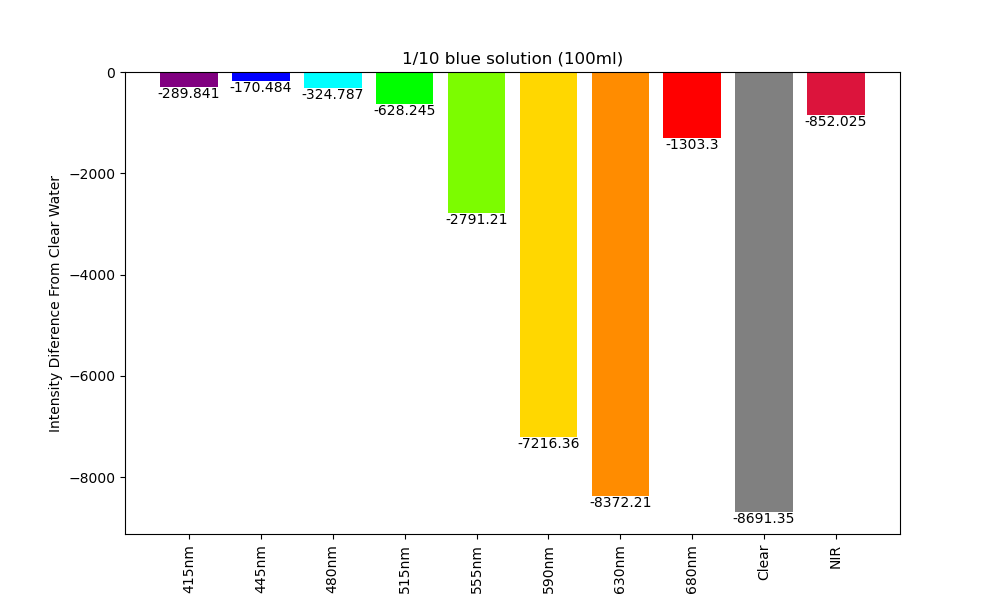 1/10 blue solution (100ml)
Intensity Diference From Clear Water
0
−2000
−4000
−6000
−8000
-289.841
-170.484
-324.787
-628.245
-2791.21
-7216.36
-8372.21
-1303.3
-8691.35
-852.025
415nm
445nm
480nm
515nm
555nm
590nm
630nm
680nm
Clear
NIR